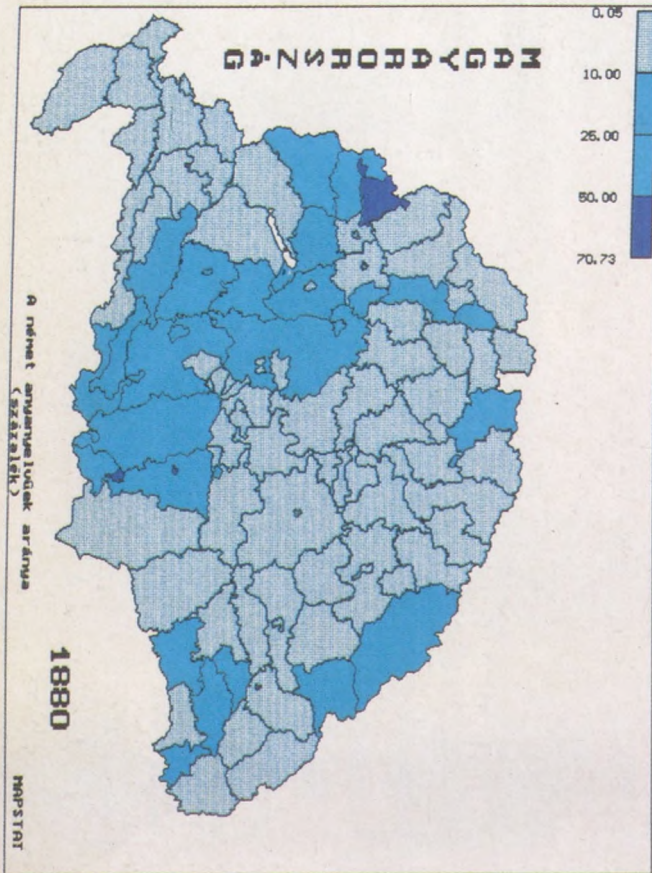 MAGYARORSZÁG
0.05
10.00
25.00
50.00
70.73
A német anyanyelvűek aránya
(százalék)
1880
MAPSTAT